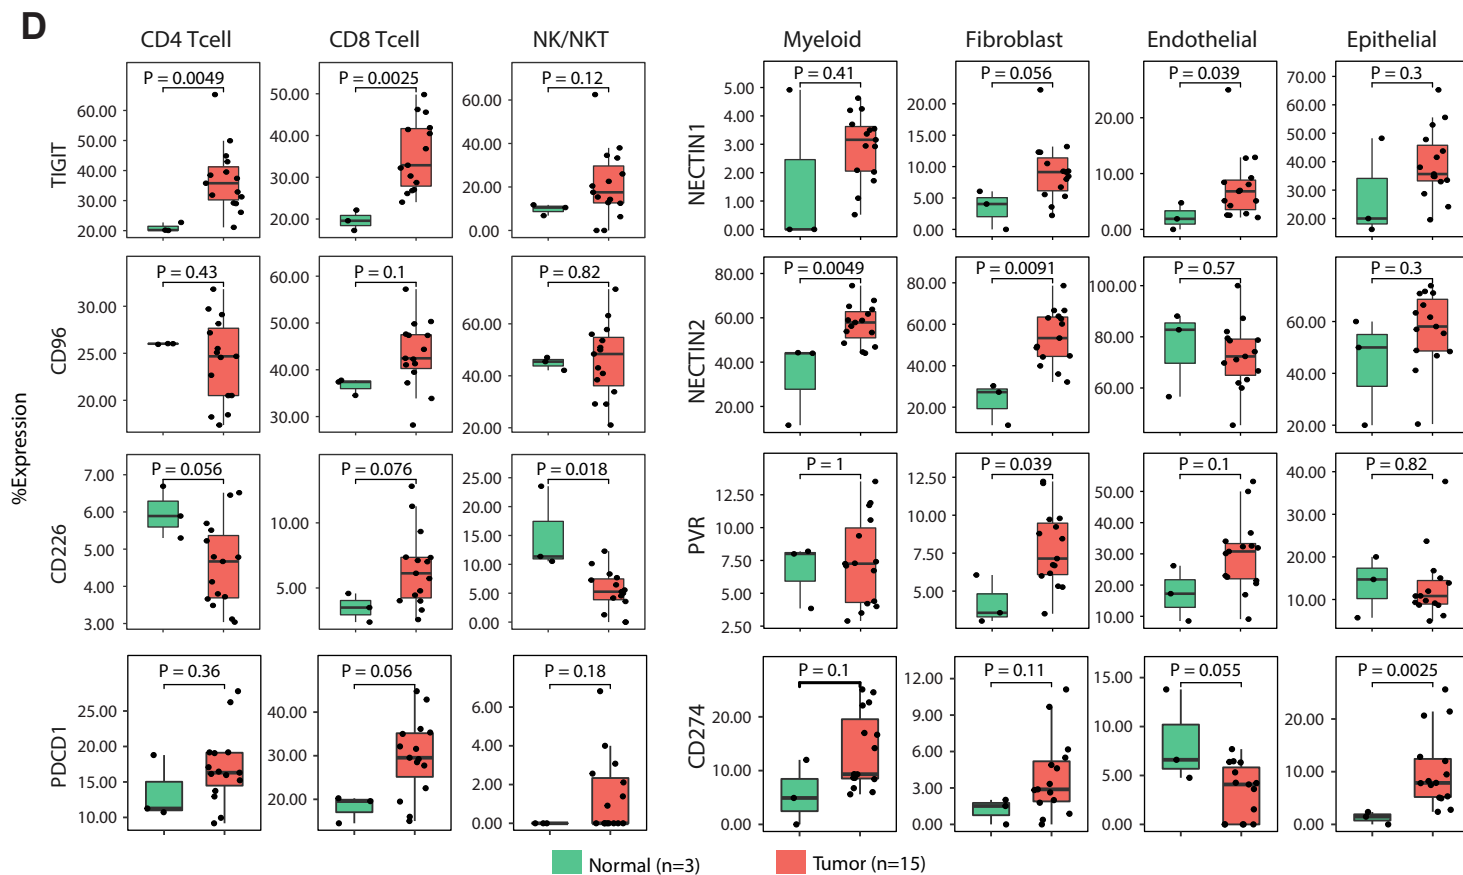 D
CD4 Tcell CD8 Tcell NK/NKT Myeloid Fibroblast Endothelial Epithelial
%Expression
TIGIT
P = 0.0049
60.00
50.00
40.00
30.00
20.00
P = 0.0025
50.00
40.00
30.00
20.00
P = 0.12
60.00
40.00
20.00
0.00
NECTIN1
P = 0.41
5.00
4.00
3.00
2.00
1.00
0.00
P = 0.056
20.00
15.00
10.00
5.00
0.00
P = 0.039
20.00
10.00
0.00
P = 0.3
70.00
60.00
50.00
40.00
30.00
20.00
CD96
P = 0.43
30.00
25.00
20.00
P = 0.1
60.00
50.00
40.00
30.00
P = 0.82
60.00
40.00
20.00
NECTIN2
P = 0.0049
80.00
60.00
40.00
20.00
P = 0.0091
80.00
60.00
40.00
20.00
P = 0.57
100.00
80.00
60.00
P = 0.3
60.00
40.00
20.00
CD226
P = 0.056
7.00
6.00
5.00
4.00
3.00
P = 0.076
10.00
5.00
P = 0.018
25.00
20.00
15.00
10.00
5.00
0.00
PVR
P = 1
12.50
10.00
7.50
5.00
2.50
P = 0.039
12.50
10.00
7.50
5.00
P = 0.1
50.00
40.00
30.00
20.00
10.00
P = 0.82
40.00
30.00
20.00
10.00
PDCD1
P = 0.36
25.00
20.00
15.00
10.00
P = 0.056
40.00
30.00
20.00
P = 0.18
6.00
4.00
2.00
0.00
CD274
P = 0.1
20.00
10.00
0.00
P = 0.11
12.00
9.00
6.00
3.00
0.00
P = 0.055
15.00
10.00
5.00
0.00
P = 0.0025
20.00
10.00
0.00
Normal (n=3) Tumor (n=15)